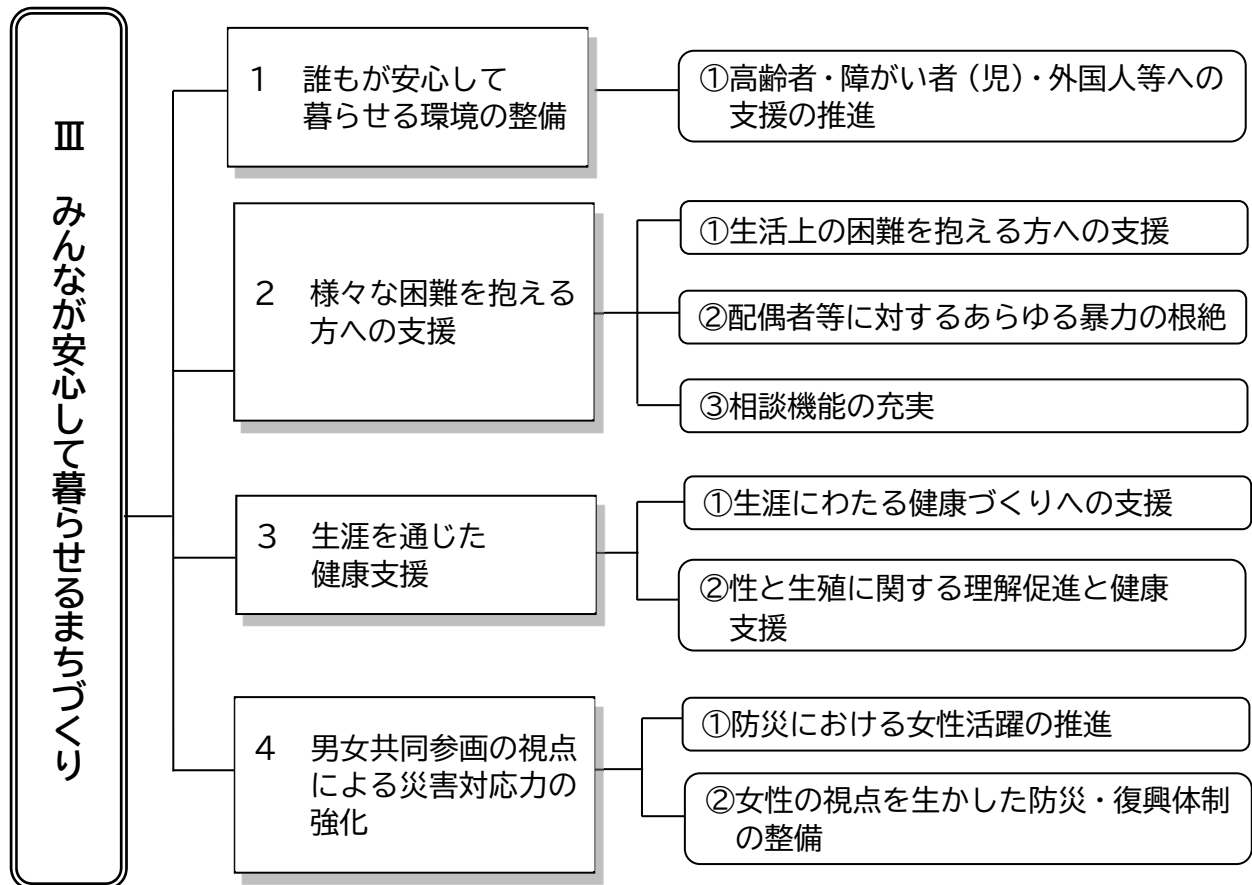 Ⅲ　みんなが安心して暮らせるまちづくり
1　誰もが安心して
暮らせる環境の整備
①高齢者・障がい者（児）・外国人等への
支援の推進
2　様々な困難を抱える
方への支援
①生活上の困難を抱える方への支援
②配偶者等に対するあらゆる暴力の根絶
③相談機能の充実
3　生涯を通じた
健康支援
①生涯にわたる健康づくりへの支援
②性と生殖に関する理解促進と健康
支援
4　男女共同参画の視点
による災害対応力の
強化
①防災における女性活躍の推進
②女性の視点を生かした防災・復興体制
の整備